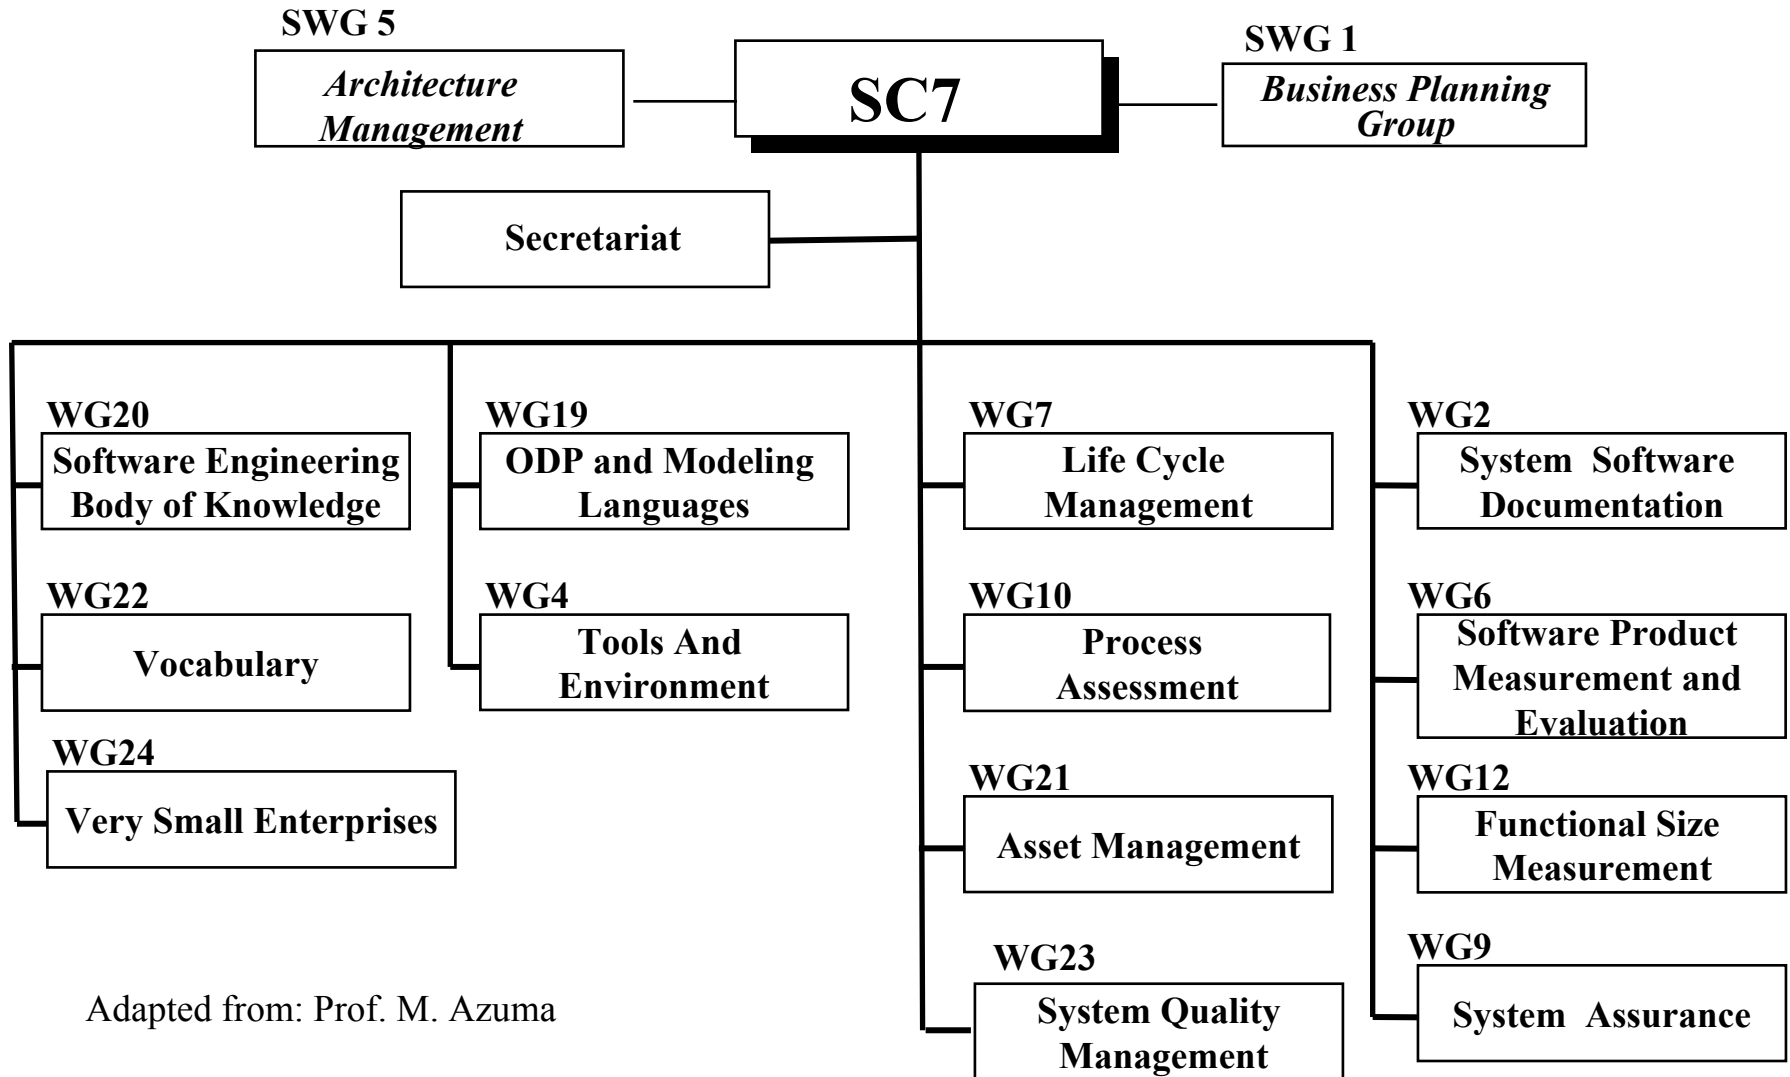 SWG 5
Architecture
Management
SC7
SWG 1
Business Planning
Group
Secretariat
WG20
Software Engineering
Body of Knowledge
WG22
Vocabulary
WG24
Very Small Enterprises
WG19
ODP and Modeling
Languages
WG4
Tools And
Environment
WG7
Life Cycle
Management
WG10
Process
Assessment
WG21
Asset Management
WG23
System Quality
Management
WG2
System Software
Documentation
WG6
Software Product
Measurement and
Evaluation
WG12
Functional Size
Measurement
WG9
System Assurance
Adapted from: Prof. M. Azuma